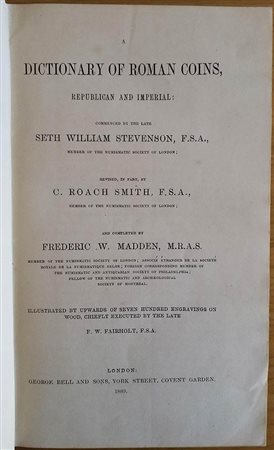 A
DICTIONARY OF ROMAN COINS,
REPUBLICAN AND IMPERIAL:
COMMENCED BY THE LATE
SETH WILLIAM STEVENSON, F.S.A.,
MEMBER OF THE NUMISMATIC SOCIETY OF LONDON;
REVISED, IN PART, BY
C. ROACH SMITH, F.S.A.,
MEMBER OF THE NUMISMATIC SOCIETY OF LONDON;
AND COMPLETED BY
FREDERIC W. MADDEN, M.R.A.S.
MEMBER OF THE NUMISMATIC SOCIETY OF LONDON; ASSOCIÉ ÉTRANGER DE LA SOCIÉTÉ
ROYALE DE LA NUMISMATIQUE BELGE; FOREIGN CORRESPONDING MEMBER OF
THE NUMISMATIC AND ANTIQUARIAN SOCIETY OF PHILADELPHIA;
FELLOW OF THE NUMISMATIC AND ARCHÆOLOGICAL
SOCIETY OF MONTREAL.
ILLUSTRATED BY UPWARDS OF SEVEN HUNDRED ENGRAVINGS ON
WOOD, CHIEFLY EXECUTED BY THE LATE
F. W. FAIRHOLT, F.S.A.
LONDON:
GEORGE BELL AND SONS, YORK STREET, COVENT GARDEN.
1889.